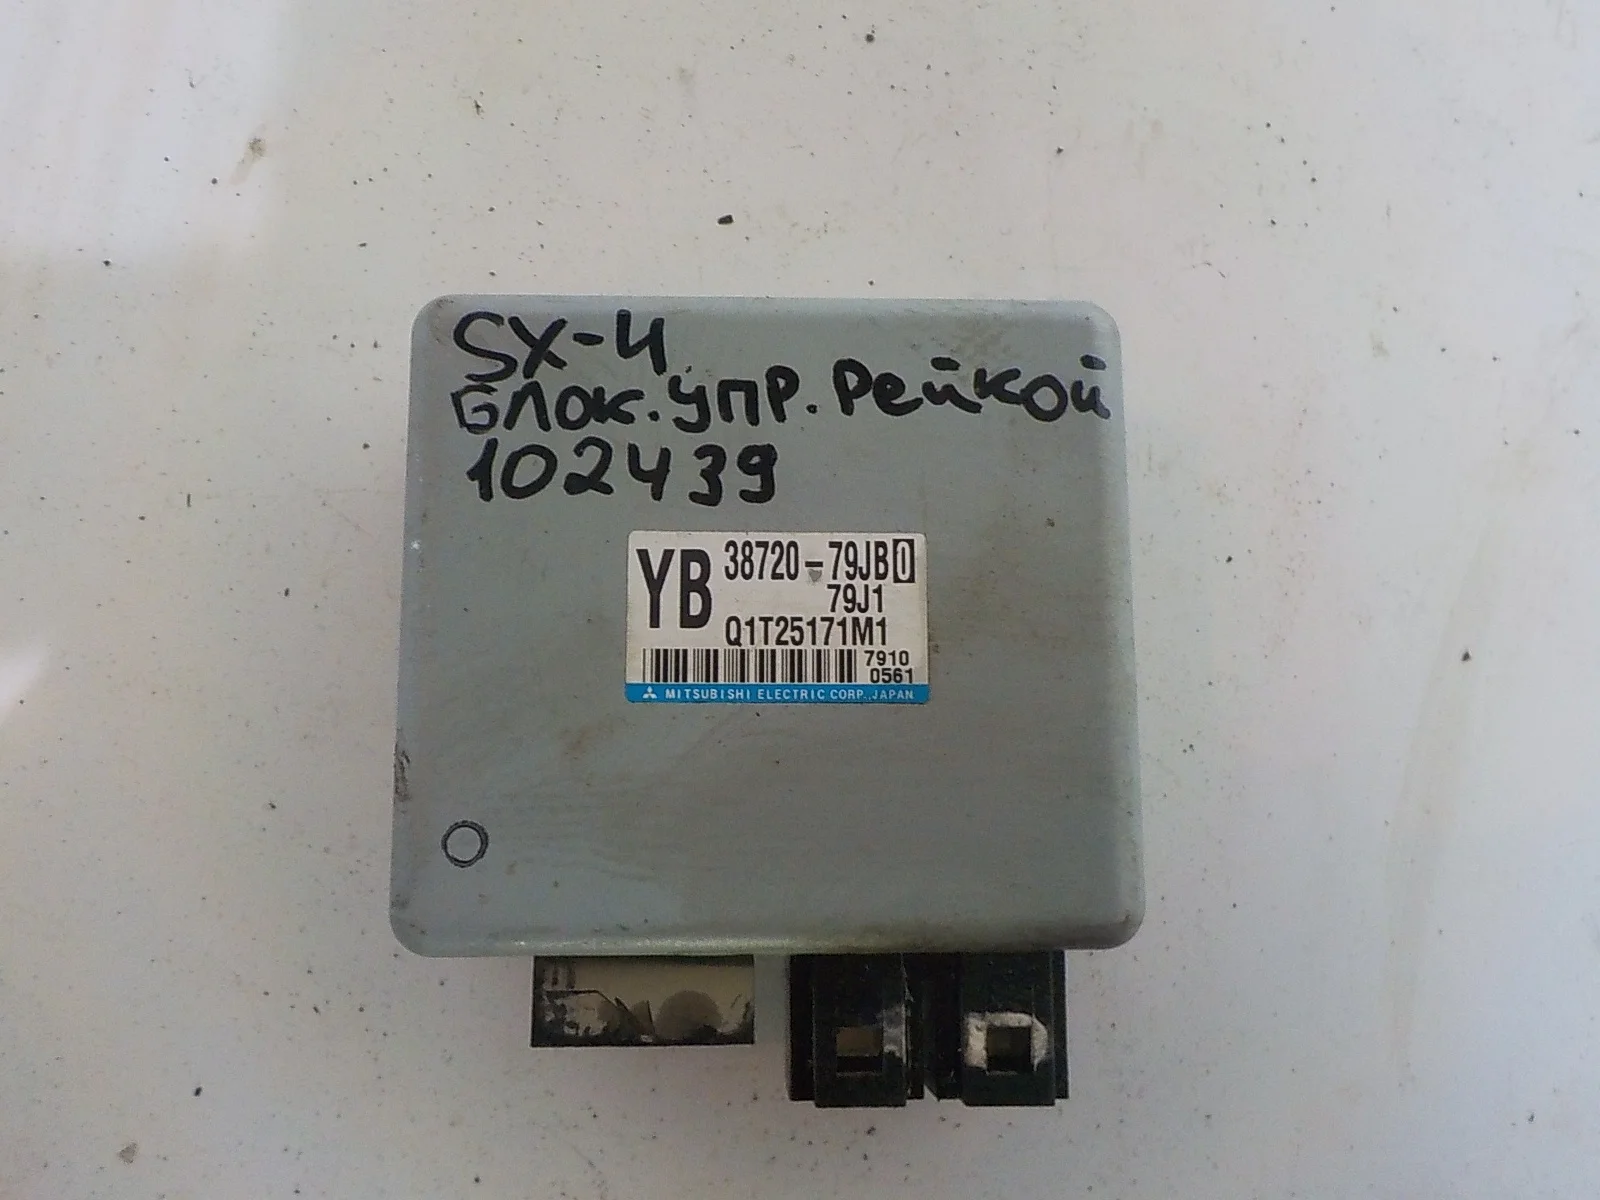 SX-4
Блок.упр.Рейкой
102439
YB 38720-79JB0
79J1
Q1T25171M1
7910
0561
MITSUBISHI ELECTRIC CORP., JAPAN